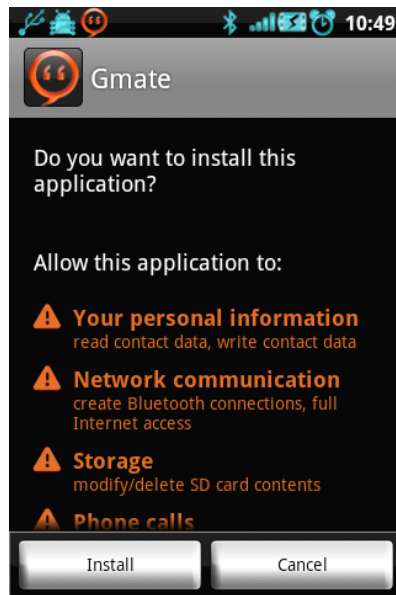 10:49
Gmate
Do you want to install this
application?
Allow this application to:
Your personal information
read contact data, write contact data
Network communication
create Bluetooth connections, full
Internet access
Storage
modify/delete SD card contents
Phone calls
Install Cancel